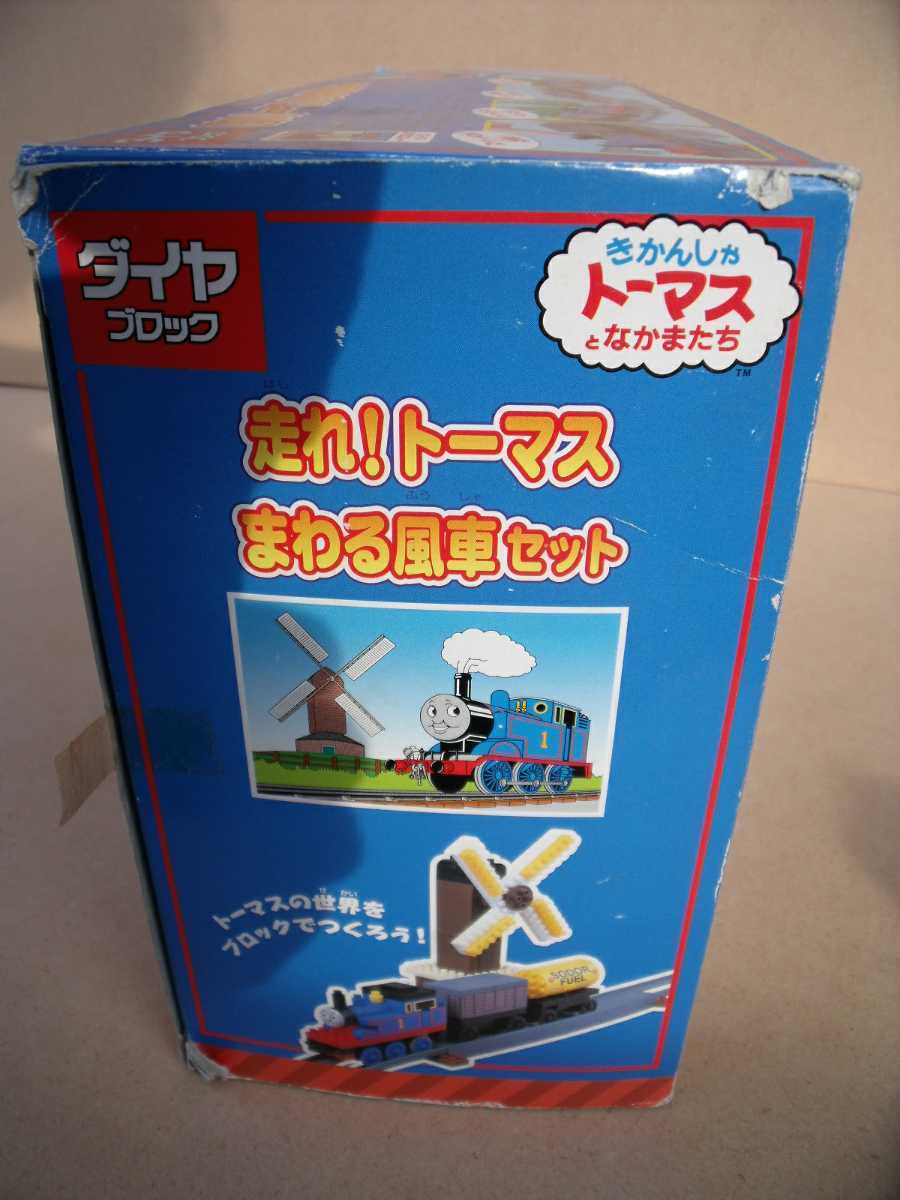 ダイヤ
ブロック
きかんしゃ
トーマス
となかまたち
TM
はし
走れ!トーマス
ふうしゃ
まわる風車セット
1
せかい
トーマスの世界を
ブロックでつくろう!
SODOR
FUEL
1